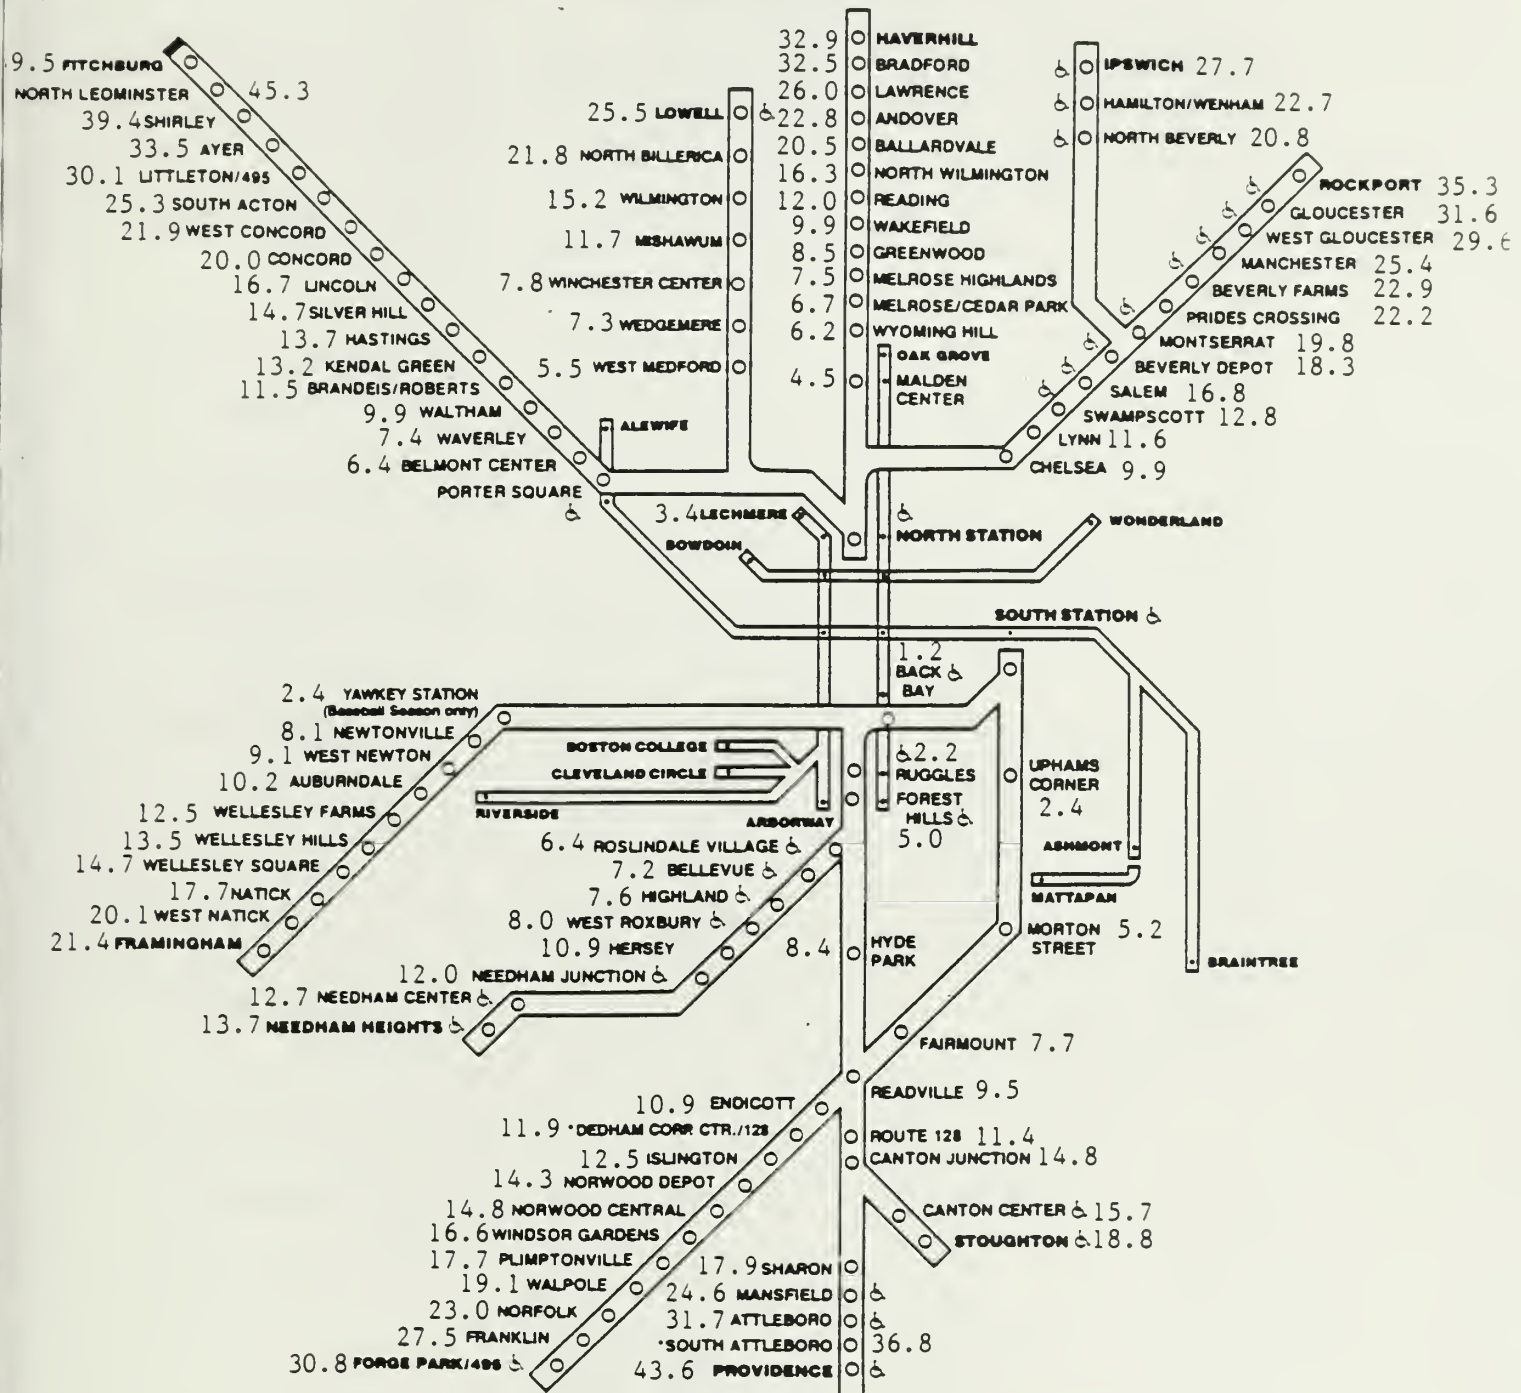 9.5 FITCHBURG
NORTH LEOMINSTER 45.3
39.4 SHIRLEY
33.5 AYER
30.1 LITTLETON/495
25.3 SOUTH ACTON
21.9 WEST CONCORD
20.0 CONCORD
16.7 LINCOLN
14.7 SILVER HILL
13.7 HASTINGS
13.2 KENDAL GREEN
11.5 BRANDEIS/ROBERTS
9.9 WALTHAM
7.4 WAVERLEY
6.4 BELMONT CENTER
PORTER SQUARE
ALEWIFE
25.5 LOWELL
21.8 NORTH BILLERICA
15.2 WILMINGTON
11.7 MISHAWUM
7.8 WINCHESTER CENTER
7.3 WEDGEMERE
5.5 WEST MEDFORD
32.9 HAVERHILL
32.5 BRADFORD
26.0 LAWRENCE
22.8 ANDOVER
20.5 BALLARDVALE
16.3 NORTH WILMINGTON
12.0 READING
9.9 WAKEFIELD
8.5 GREENWOOD
7.5 MELROSE HIGHLANDS
6.7 MELROSE/CEDAR PARK
6.2 WYOMING HILL
OAK GROVE
4.5 MALDEN
CENTER
IPSWICH 27.7
HAMILTON/WENHAM 22.7
NORTH BEVERLY 20.8
ROCKPORT 35.3
GLOUCESTER 31.6
WEST GLOUCESTER 29.6
MANCHESTER 25.4
BEVERLY FARMS 22.9
PRIDES CROSSING 22.2
MONTSERRAT 19.8
BEVERLY DEPOT 18.3
SALEM 16.8
SWAMPSCOTT 12.8
LYNN 11.6
CHELSEA 9.9
3.4 LECHMERE
BOWDOIN
NORTH STATION
WONDERLAND
SOUTH STATION
1.2
BACK
BAY
2.4 YAWKEY STATION
(Baseball Season only)
8.1 NEWTONVILLE
9.1 WEST NEWTON
10.2 AUBURNDALE
12.5 WELLESLEY FARMS
13.5 WELLESLEY HILLS
14.7 WELLESLEY SQUARE
17.7 NATICK
20.1 WEST NATICK
21.4 FRAMINGHAM
BOSTON COLLEGE
CLEVELAND CIRCLE
RIVERSIDE
ARBORWAY
2.2
RUGGLES
FOREST
HILLS
5.0
UPHAMS
CORNER
2.4
ASHMONT
MATTAPAN
MORTON 5.2
STREET
BRAINTREE
6.4 ROSLINDALE VILLAGE
7.2 BELLEVUE
7.6 HIGHLAND
8.0 WEST ROXBURY
10.9 HERSEY
12.0 NEEDHAM JUNCTION
12.7 NEEDHAM CENTER
13.7 NEEDHAM HEIGHTS
8.4 HYDE
PARK
FAIRMOUNT 7.7
READVILLE 9.5
10.9 ENDICOTT
11.9 *DEDHAM CORP. CTR./128
12.5 ISLINGTON
14.3 NORWOOD DEPOT
14.8 NORWOOD CENTRAL
16.6 WINDSOR GARDENS
17.7 PLIMPTONVILLE
19.1 WALPOLE
23.0 NORFOLK
27.5 FRANKLIN
30.8 FORGE PARK/495
ROUTE 128 11.4
CANTON JUNCTION 14.8
CANTON CENTER 15.7
STOUGHTON 18.8
17.9 SHARON
24.6 MANSFIELD
31.7 ATTLEBORO
*SOUTH ATTLEBORO 36.8
43.6 PROVIDENCE